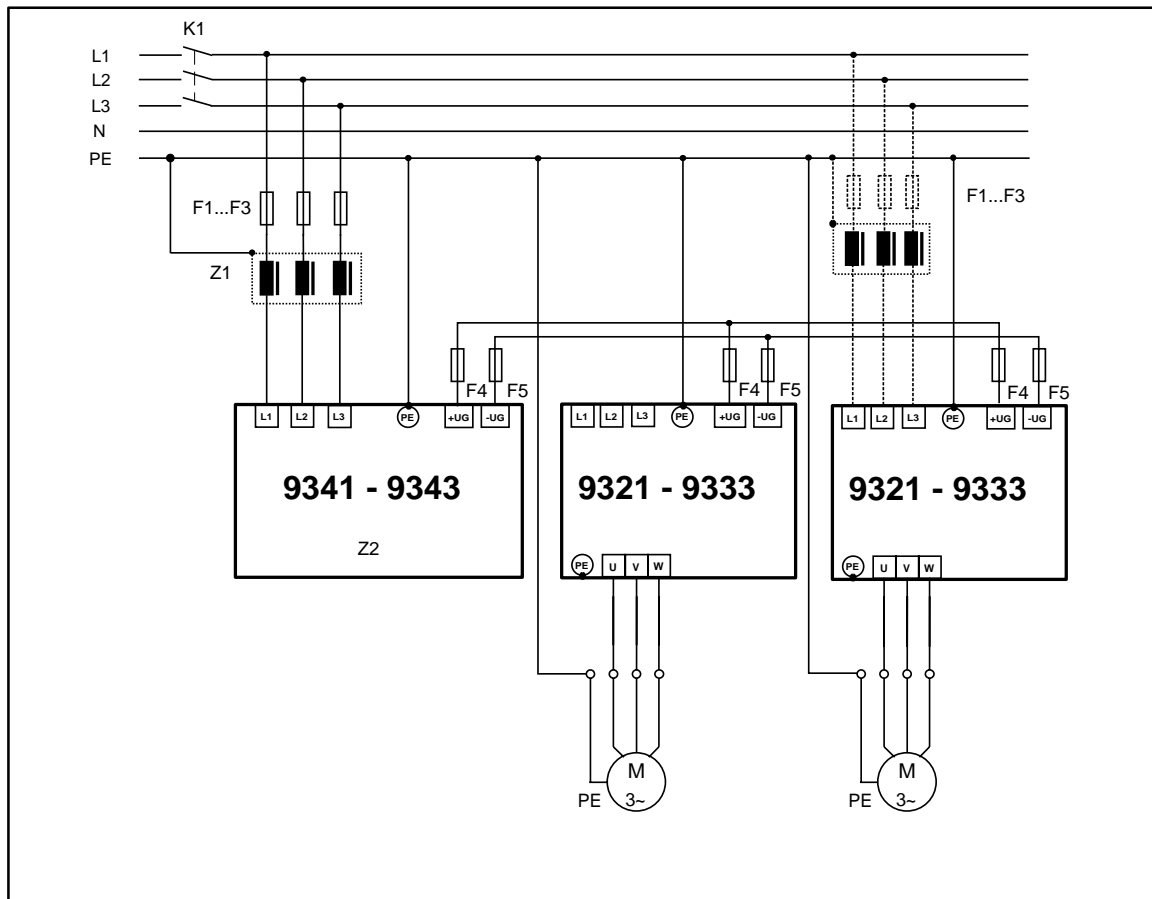 K1
L1
L2
L3
N
PE
F1...F3
F1...F3
Z1
F4 F5
F4 F5
F4 F5
L1 L2 L3 PE +UG -UG
L1 L2 L3 PE +UG -UG
L1 L2 L3 PE +UG -UG
9341 - 9343
9321 - 9333
9321 - 9333
Z2
PE U V W
PE U V W
M
3~
PE
M
3~
PE